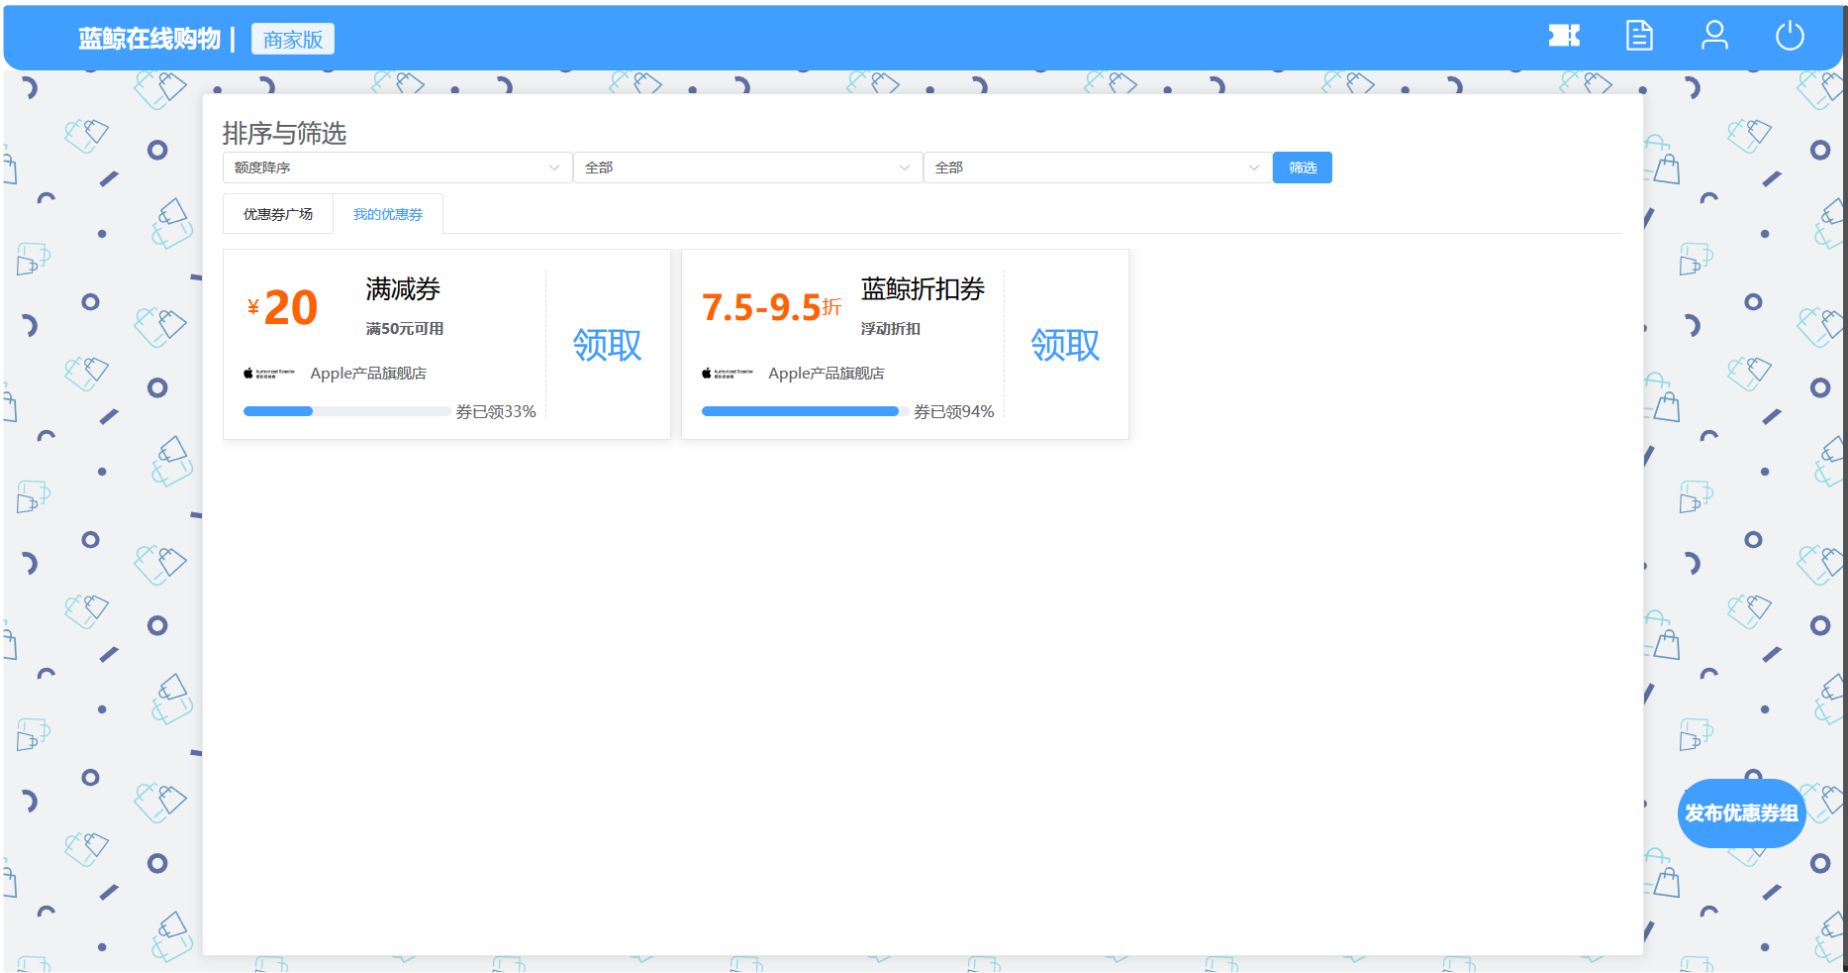 蓝鲸在线购物 | 商家版
排序与筛选
额度降序 全部 全部 筛选
优惠券广场 我的优惠券
¥20 满减券
满50元可用
领取
Apple产品旗舰店
券已领33%
7.5-9.5折 蓝鲸折扣券
浮动折扣
领取
Apple产品旗舰店
券已领94%
发布优惠券组